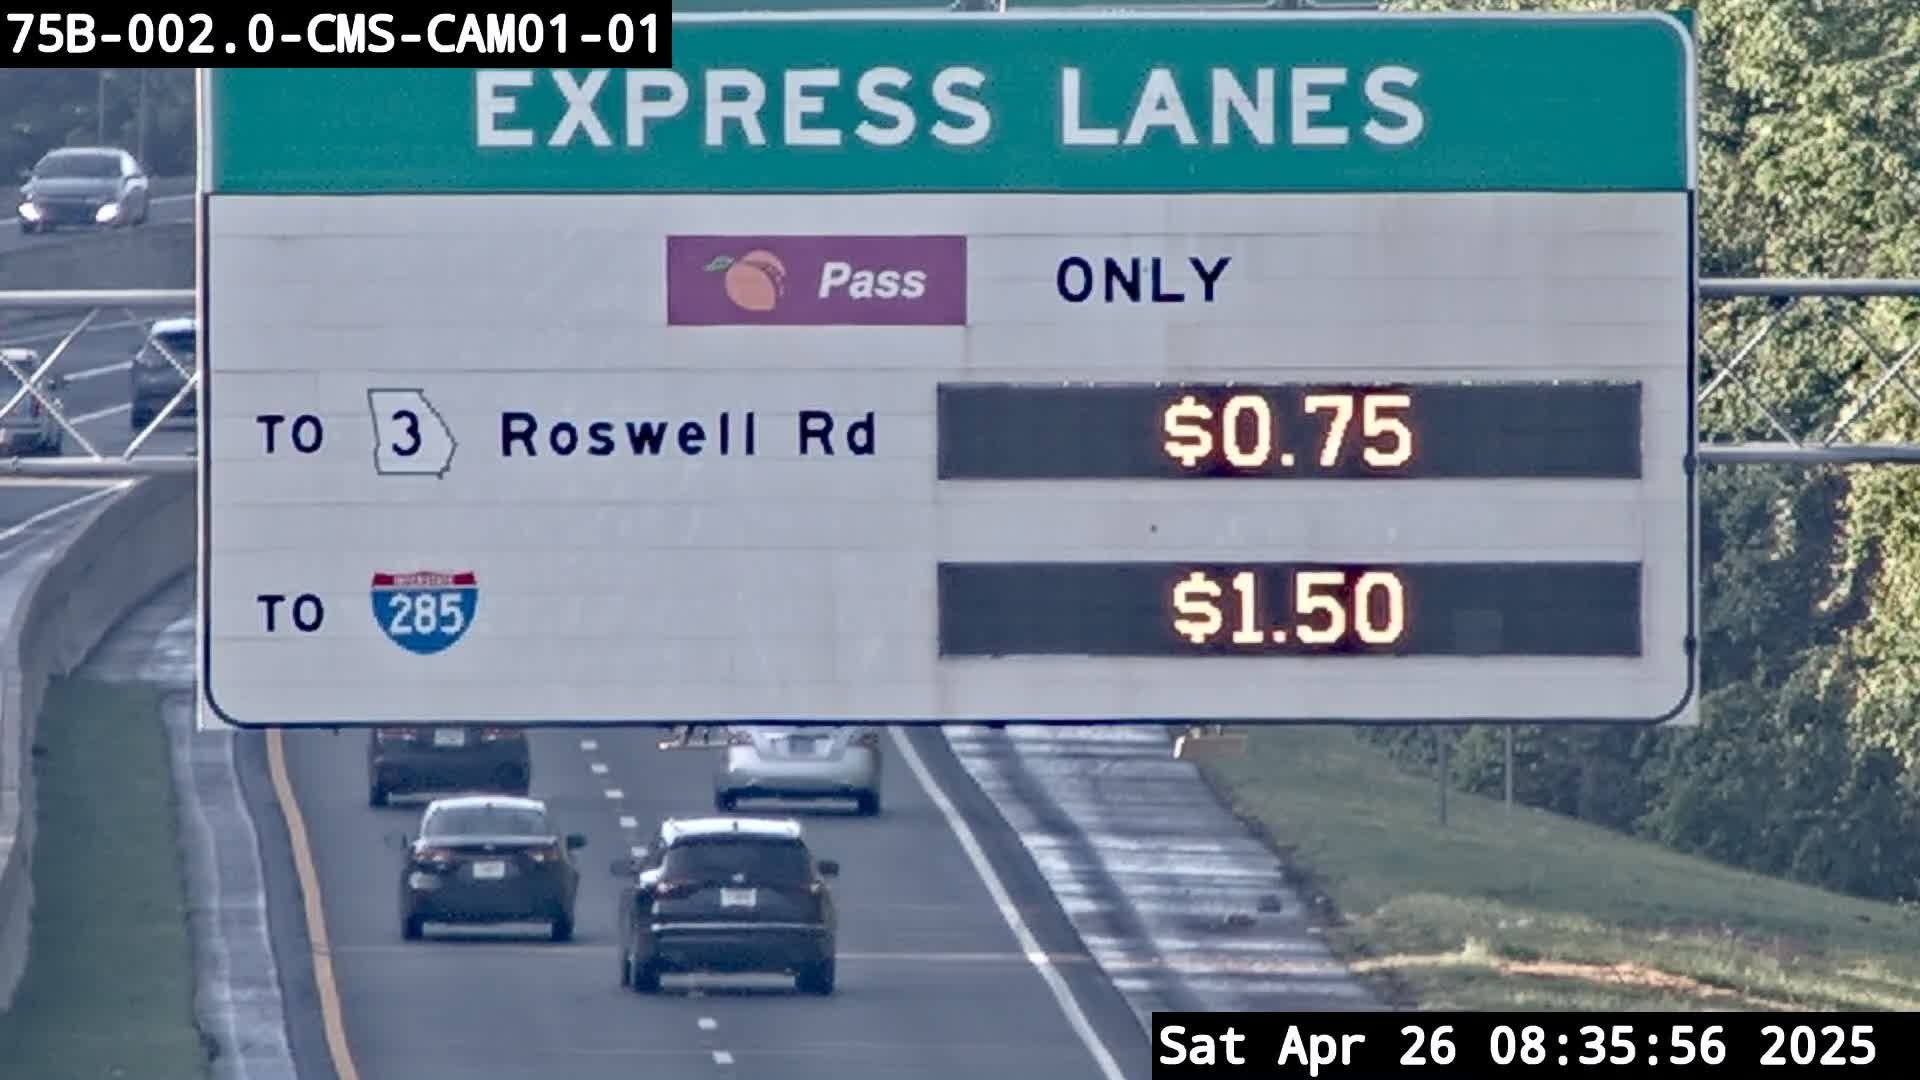 75B-002.0-CMS-CAM01-01
EXPRESS LANES
Pass ONLY
TO 3 Roswell Rd $0.75
TO INTERSTATE 285 $1.50
Sat Apr 26 08:35:56 2025